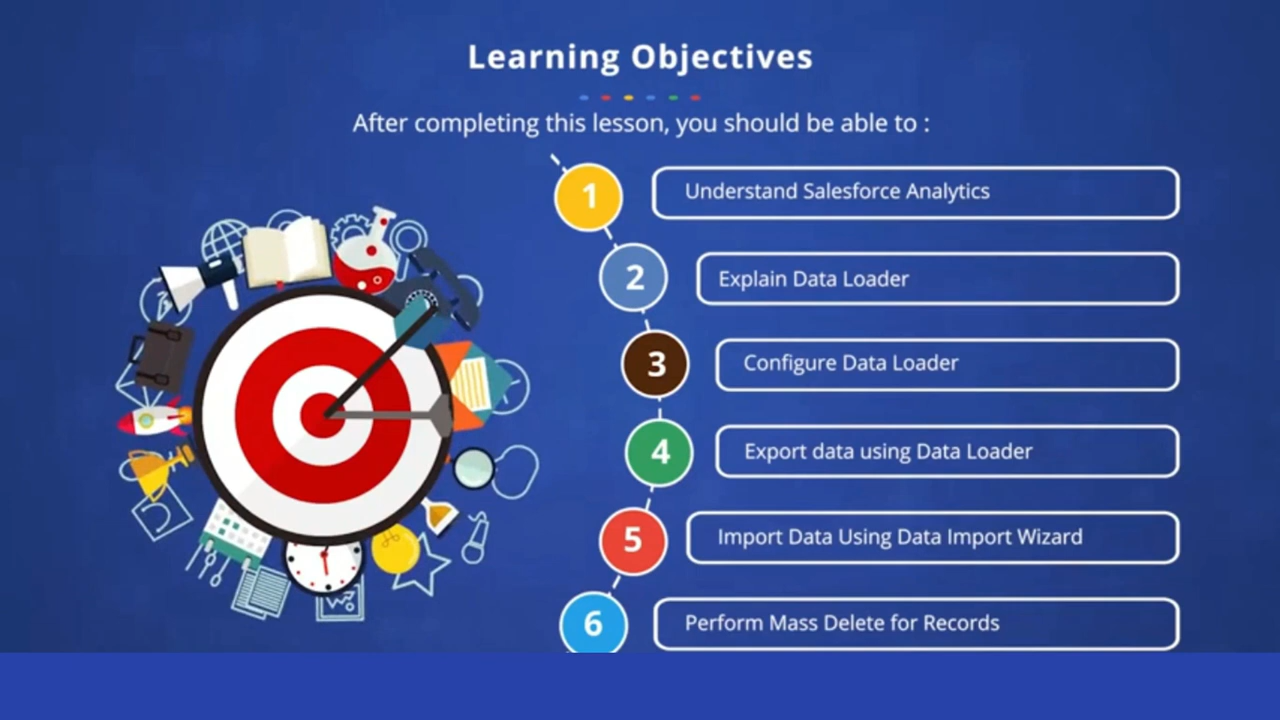 Learning Objectives
After completing this lesson, you should be able to :
1
Understand Salesforce Analytics
2
Explain Data Loader
3
Configure Data Loader
4
Export data using Data Loader
5
Import Data Using Data Import Wizard
6
Perform Mass Delete for Records